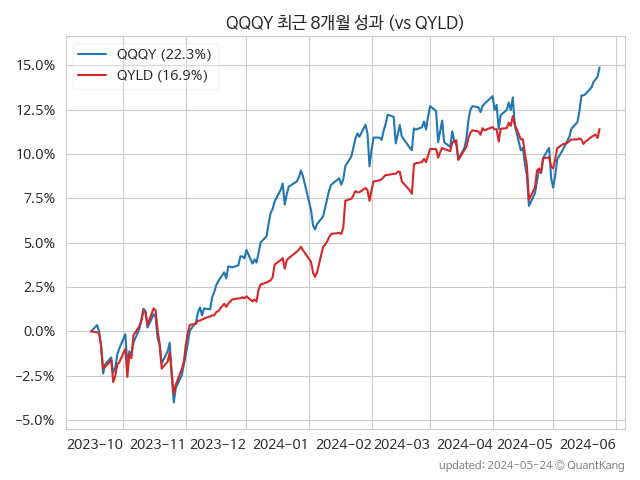 QQQY 최근 8개월 성과 (vs QYLD)
QQQY (22.3%)
QYLD (16.9%)
15.0%
12.5%
10.0%
7.5%
5.0%
2.5%
0.0%
−2.5%
−5.0%
2023-10 2023-11 2023-12 2024-01 2024-02 2024-03 2024-04 2024-05 2024-06
updated: 2024-05-24 © QuantKang